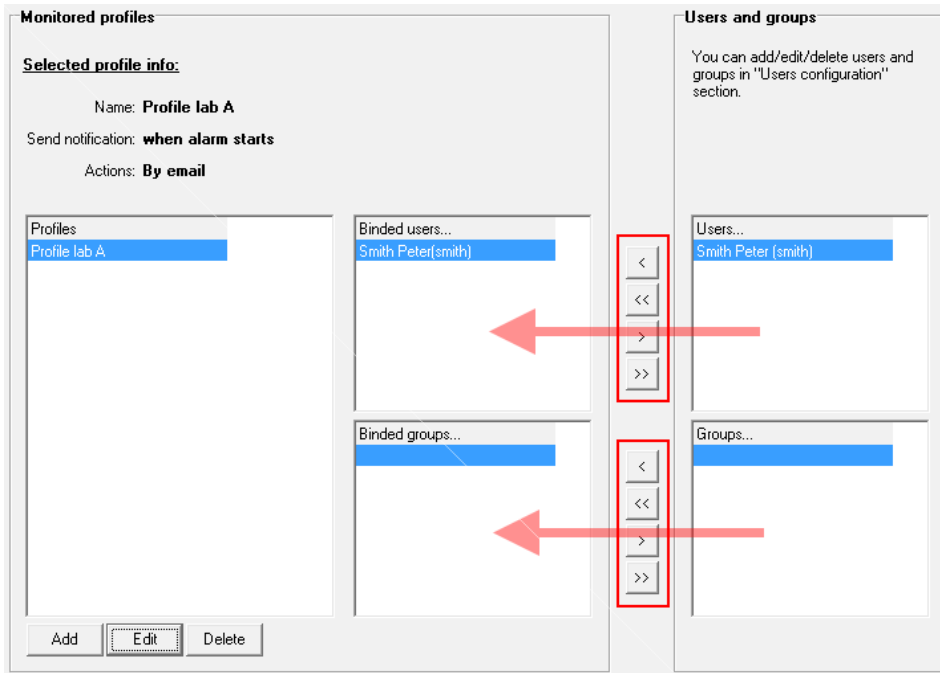 Monitored profiles
Selected profile info:
Name: Profile lab A
Send notification: when alarm starts
Actions: By email
Profiles
Profile lab A
Binded users...
Smith Peter(smith)
Binded groups...
<
<<
>
>>
<
<<
>
>>
Add
Edit
Delete
Users and groups
You can add/edit/delete users and
groups in "Users configuration"
section.
Users...
Smith Peter (smith)
Groups...